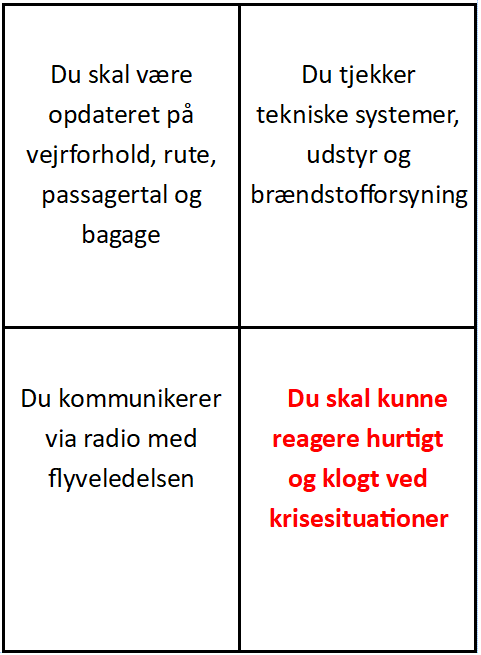 Du skal være
opdateret på
vejrforhold, rute,
passagertal og
bagage
Du tjekker
tekniske systemer,
udstyr og
brændstofforsyning
Du kommunikerer
via radio med
flyveledelsen
Du skal kunne
reagere hurtigt
og klogt ved
krisesituationer